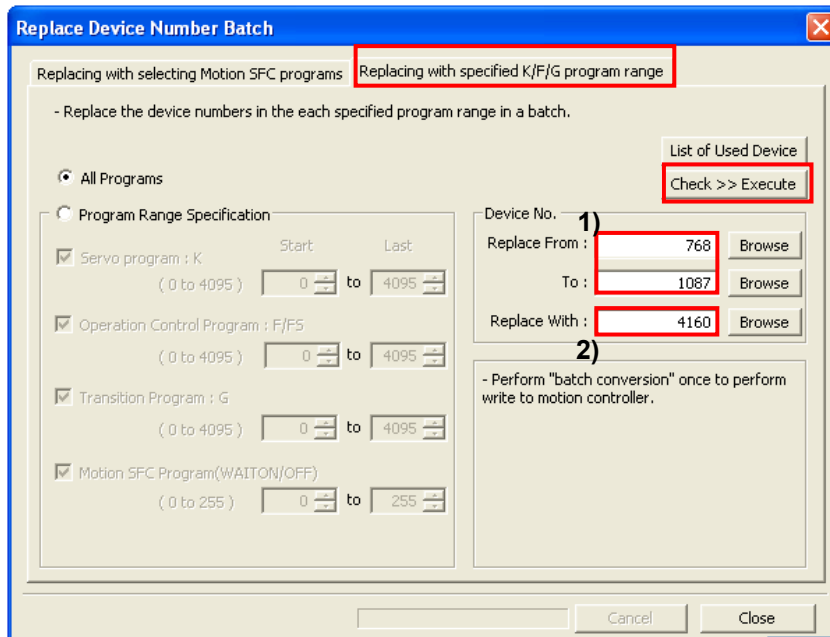 Replace Device Number Batch
Replacing with selecting Motion SFC programs Replacing with specified K/F/G program range
- Replace the device numbers in the each specified program range in a batch.
List of Used Device
All Programs
Check >> Execute
Program Range Specification
Device No.
1)
Start Last
Replace From : 768 Browse
Servo program : K
( 0 to 4095 ) 0 to 4095
To : 1087 Browse
Operation Control Program : F/FS
Replace With : 4160 Browse
( 0 to 4095 ) 0 to 4095
2)
- Perform "batch conversion" once to perform
write to motion controller.
Transition Program : G
( 0 to 4095 ) 0 to 4095
Motion SFC Program(WAITON/OFF)
( 0 to 255 ) 0 to 255
Cancel Close